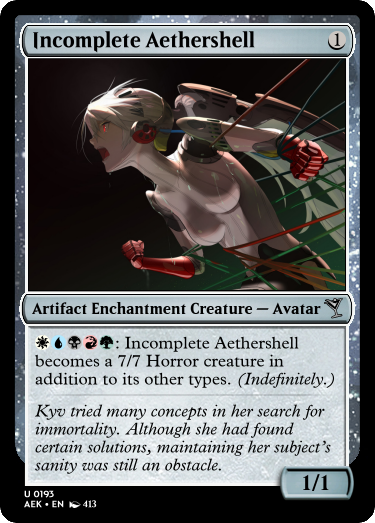 Incomplete Aethershell 1
Artifact Enchantment Creature — Avatar
: Incomplete Aethershell
becomes a 7/7 Horror creature in
addition to its other types. (Indefinitely.)
Kyv tried many concepts in her search for
immortality. Although she had found
certain solutions, maintaining her subject's
sanity was still an obstacle.
1/1
U 0193
AEK • EN 413